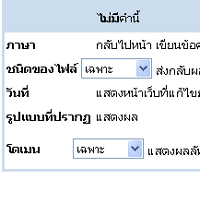 ไม่มีคำนี้
ภาษา กลับไปหน้า เขียนข้อค
ชนิดของไฟล์ เฉพาะ ส่งกลับผล
วันที่ แสดงหน้าเว็บที่แก้ไข
รูปแบบที่ปรากฏ แสดงผล
โดเมน เฉพาะ แสดงผลลั